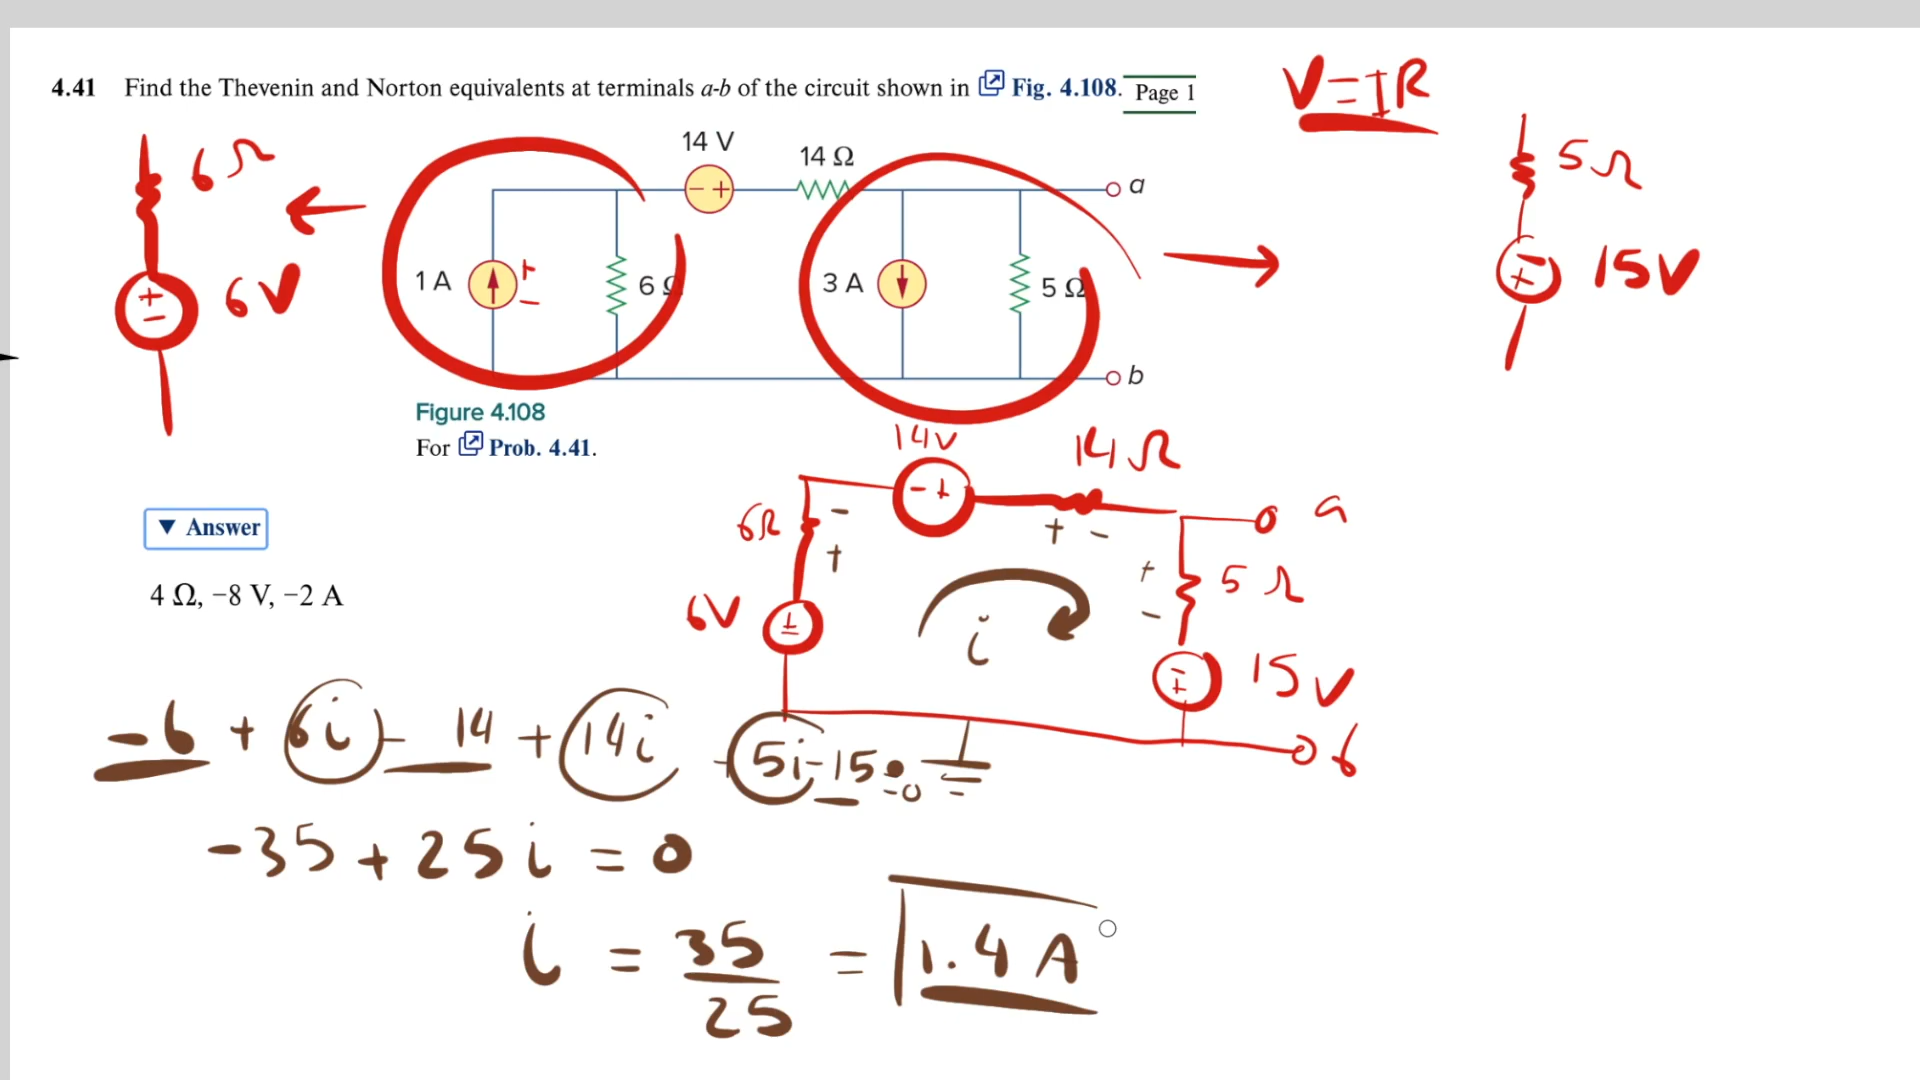 4.41 Find the Thevenin and Norton equivalents at terminals a-b of the circuit shown in Fig. 4.108. Page 1
V=IR
6Ω
5Ω
14 V
14 Ω
a
1 A
+
−
6 Ω
3 A
5 Ω
b
+
−
6V
−
+
15V
Figure 4.108
For Prob. 4.41.
14V
14Ω
− +
a
6Ω
−
+
+ −
+
−
5Ω
▼ Answer
4 Ω, −8 V, −2 A
6V
±
i
−
+
15V
b
-6 + 6i - 14 + 14i + 5i - 15 = 0
-35 + 25i = 0
i = 35/25 = 1.4 A